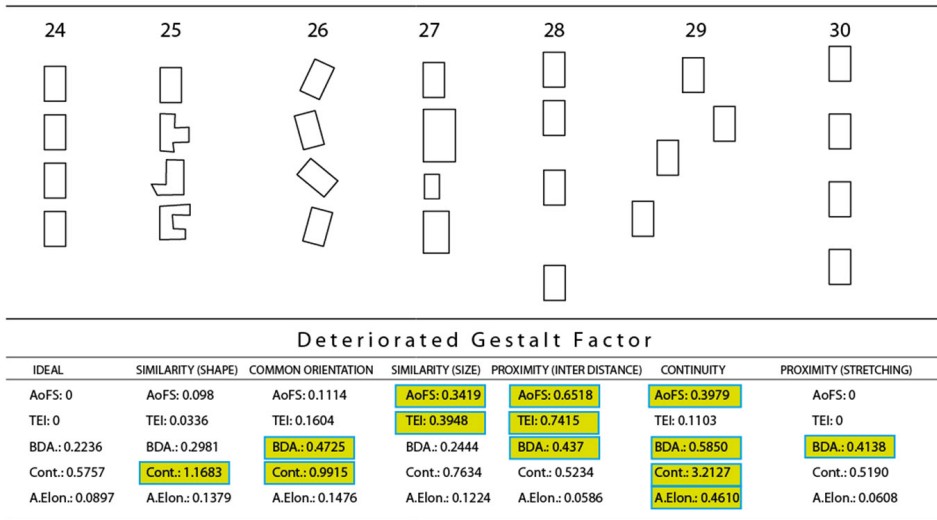 24 25 26 27 28 29 30
Deteriorated Gestalt Factor
IDEAL SIMILARITY (SHAPE) COMMON ORIENTATION SIMILARITY (SIZE) PROXIMITY (INTER DISTANCE) CONTINUITY PROXIMITY (STRETCHING)
AoFS: 0 AoFS: 0.098 AoFS: 0.1114 AoFS: 0.3419 AoFS: 0.6518 AoFS: 0.3979 AoFS: 0
TEI: 0 TEI: 0.0336 TEI: 0.1604 TEI: 0.3948 TEI: 0.7415 TEI: 0.1103 TEI: 0
BDA.: 0.2236 BDA.: 0.2981 BDA.: 0.4725 BDA.: 0.2444 BDA.: 0.437 BDA.: 0.5850 BDA.: 0.4138
Cont.: 0.5757 Cont.: 1.1683 Cont.: 0.9915 Cont.: 0.7634 Cont.: 0.5234 Cont.: 3.2127 Cont.: 0.5190
A.Elon.: 0.0897 A.Elon.: 0.1379 A.Elon.: 0.1476 A.Elon.: 0.1224 A.Elon.: 0.0586 A.Elon.: 0.4610 A.Elon.: 0.0608